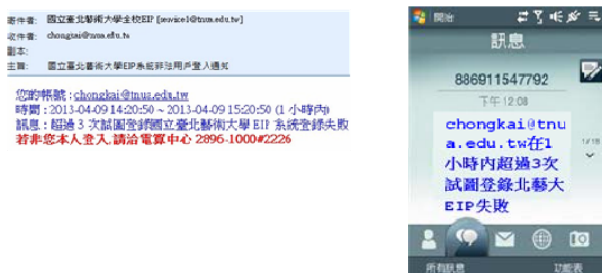 寄件者: 國立臺北藝術大學全校EIP [service1@tnua.edu.tw]
收件者: chongkai@tnua.edu.tw
副本:
主旨: 國立臺北藝術大學EIP系統非法用戶登入通知
您的帳號 : chongkai@tnua.edu.tw
時間 : 2013-04-09 14:20:50 ~ 2013-04-09 15:20:50 (1 小時內)
訊息 : 超過 3 次試圖登錄國立臺北藝術大學 EIP 系統登錄失敗
若非您本人登入,請洽電算中心 2896-1000#2226
開始
訊息
886911547792
下午 12:08
chongkai@tnu
a.edu.tw在1
小時內超過3次
試圖登錄北藝大
EIP失敗
所有訊息
功能表